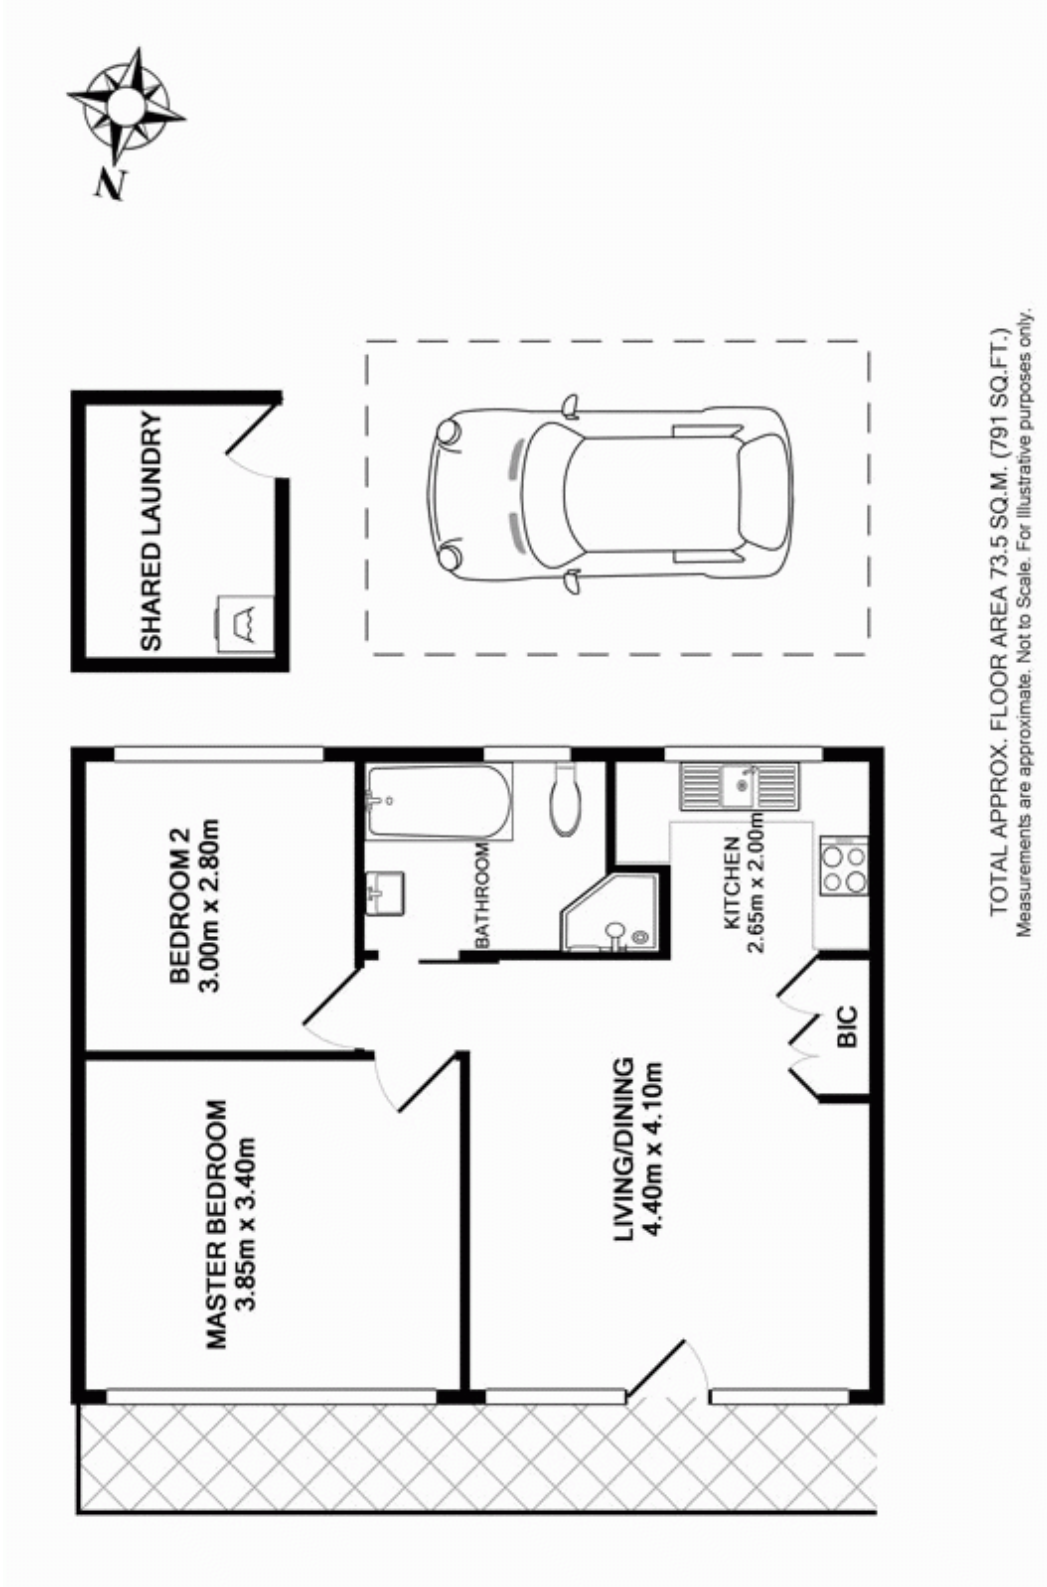 N
SHARED LAUNDRY
BEDROOM 2
3.00m x 2.80m
BATHROOM
KITCHEN
2.65m x 2.00m
BIC
MASTER BEDROOM
3.85m x 3.40m
LIVING/DINING
4.40m x 4.10m
TOTAL APPROX. FLOOR AREA 73.5 SQ.M. (791 SQ.FT.)
Measurements are approximate. Not to Scale. For Illustrative purposes only.